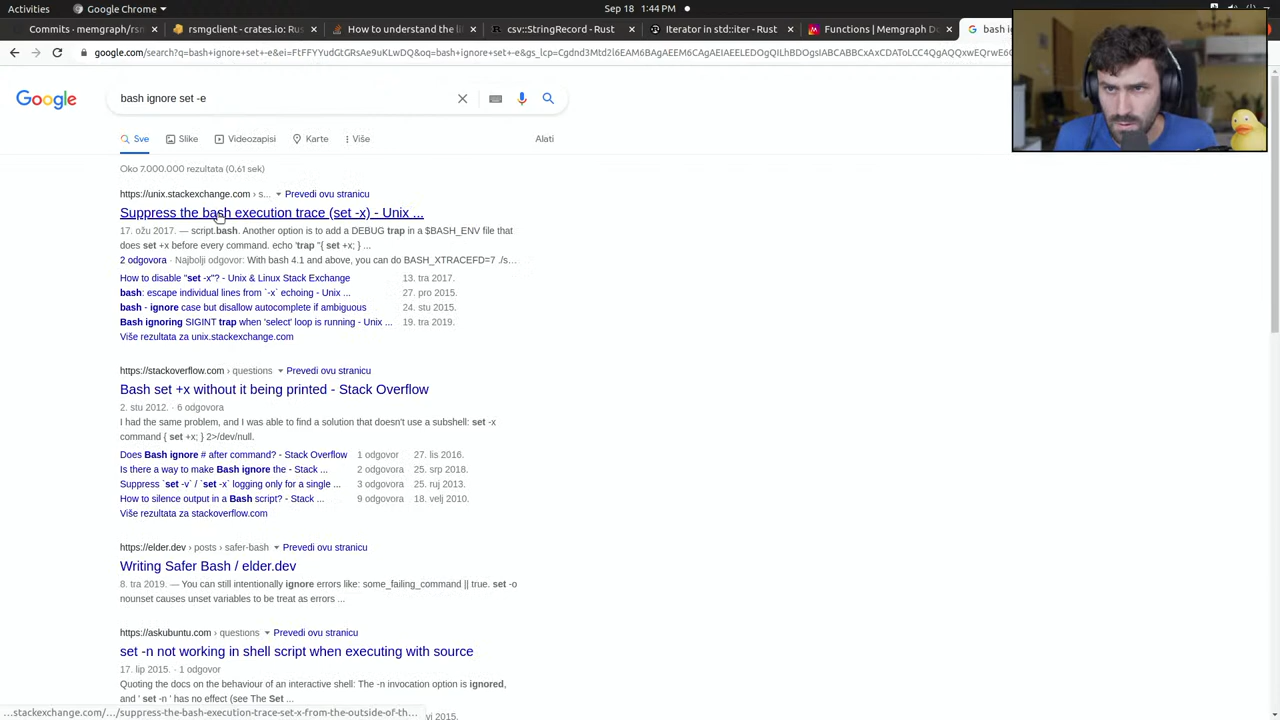 Activities
Google Chrome
Sep 18 1:44 PM
Commits · memgraph/rsm
rsmgclient - crates.io: Ru
How to understand the li
csv::StringRecord - Rust
Iterator in std::iter - Rust
Functions | Memgraph D
bash ig
google.com/search?q=bash+ignore+set+-e&ei=
Google
bash ignore set -e
Sve
Slike
Videozapisi
Karte
Više
Alati
Oko 7.000.000 rezultata (0,61 sek)
https://unix.stackexchange.com › s... Prevedi ovu stranicu
Suppress the bash execution trace (set -x) - Unix ...
17. ožu 2017. — script.bash. Another option is to add a DEBUG trap in a $BASH_ENV file that
does set +x before every command. echo 'trap "{ set +x; } ...
2 odgovora · Najbolji odgovor: With bash 4.1 and above, you can do BASH_XTRACEFD=7 ./s...
How to disable "set -x"? - Unix & Linux Stack Exchange 13. tra 2017.
bash: escape individual lines from `-x` echoing - Unix ... 27. pro 2015.
bash - ignore case but disallow autocomplete if ambiguous 24. stu 2015.
Bash ignoring SIGINT trap when 'select' loop is running - Unix ... 19. tra 2019.
Više rezultata za unix.stackexchange.com
https://stackoverflow.com › questions Prevedi ovu stranicu
Bash set +x without it being printed - Stack Overflow
2. stu 2012. · 6 odgovora
I had the same problem, and I was able to find a solution that doesn't use a subshell: set -x
command { set +x; } 2>/dev/null.
Does Bash ignore # after command? - Stack Overflow 1 odgovor 27. lis 2016.
Is there a way to make Bash ignore the - Stack ... 2 odgovora 25. srp 2018.
Suppress `set -v` / `set -x` logging only for a single ... 3 odgovora 25. ruj 2013.
How to silence output in a Bash script? - Stack ... 9 odgovora 18. velj 2010.
Više rezultata za stackoverflow.com
https://elder.dev › posts › safer-bash Prevedi ovu stranicu
Writing Safer Bash / elder.dev
8. tra 2019. — You can still intentionally ignore errors like: some_failing_command || true. set -o
nounset causes unset variables to be treat as errors ...
https://askubuntu.com › questions Prevedi ovu stranicu
set -n not working in shell script when executing with source
17. lip 2015. · 1 odgovor
Quoting the docs on the behaviour of an interactive shell: The -n invocation option is ignored,
and ' set -n ' has no effect (see The Set ...
...stackexchange.com/.../suppress-the-bash-execution-trace-set-x-from-the-outside-of-th...
vi 2015.